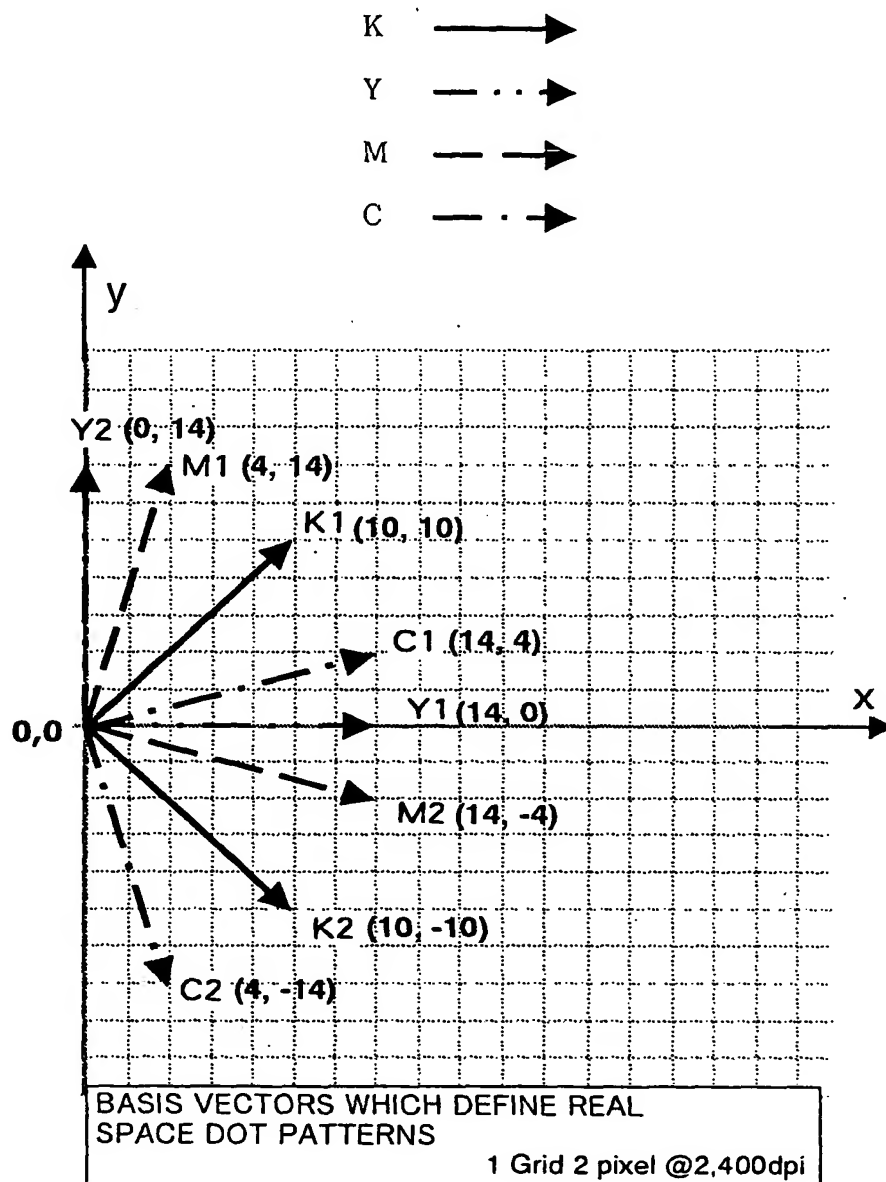 K
Y
M
C
y
Y2 (0, 14)
M1 (4, 14)
K1 (10, 10)
C1 (14, 4)
x
Y1 (14, 0)
0,0
M2 (14, -4)
K2 (10, -10)
C2 (4, -14)
BASIS VECTORS WHICH DEFINE REAL
SPACE DOT PATTERNS
1 Grid 2 pixel @2,400dpi